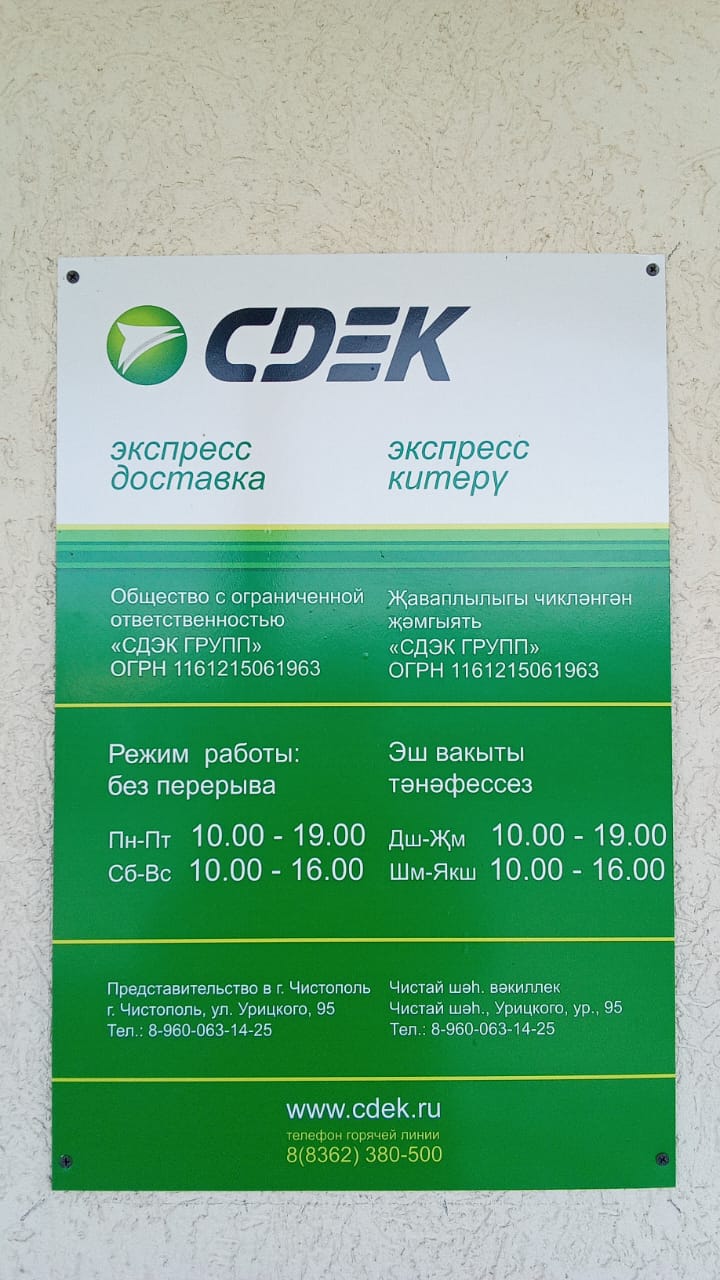 CDEK
экспресс
доставка
экспресс
китерү
Общество с ограниченной
ответственностью
«СДЭК ГРУПП»
ОГРН 1161215061963
Җаваплылыгы чикләнгән
җәмгыять
«СДЭК ГРУПП»
ОГРН 1161215061963
Режим работы:
без перерыва
Пн-Пт 10.00 - 19.00
Сб-Вс 10.00 - 16.00
Эш вакыты
тәнәфессез
Дш-Җм 10.00 - 19.00
Шм-Якш 10.00 - 16.00
Представительство в г. Чистополь
г. Чистополь, ул. Урицкого, 95
Тел.: 8-960-063-14-25
Чистай шәһ. вәкиллек
Чистай шәһ., Урицкого, ур., 95
Тел.: 8-960-063-14-25
www.cdek.ru
телефон горячей линии
8(8362) 380-500